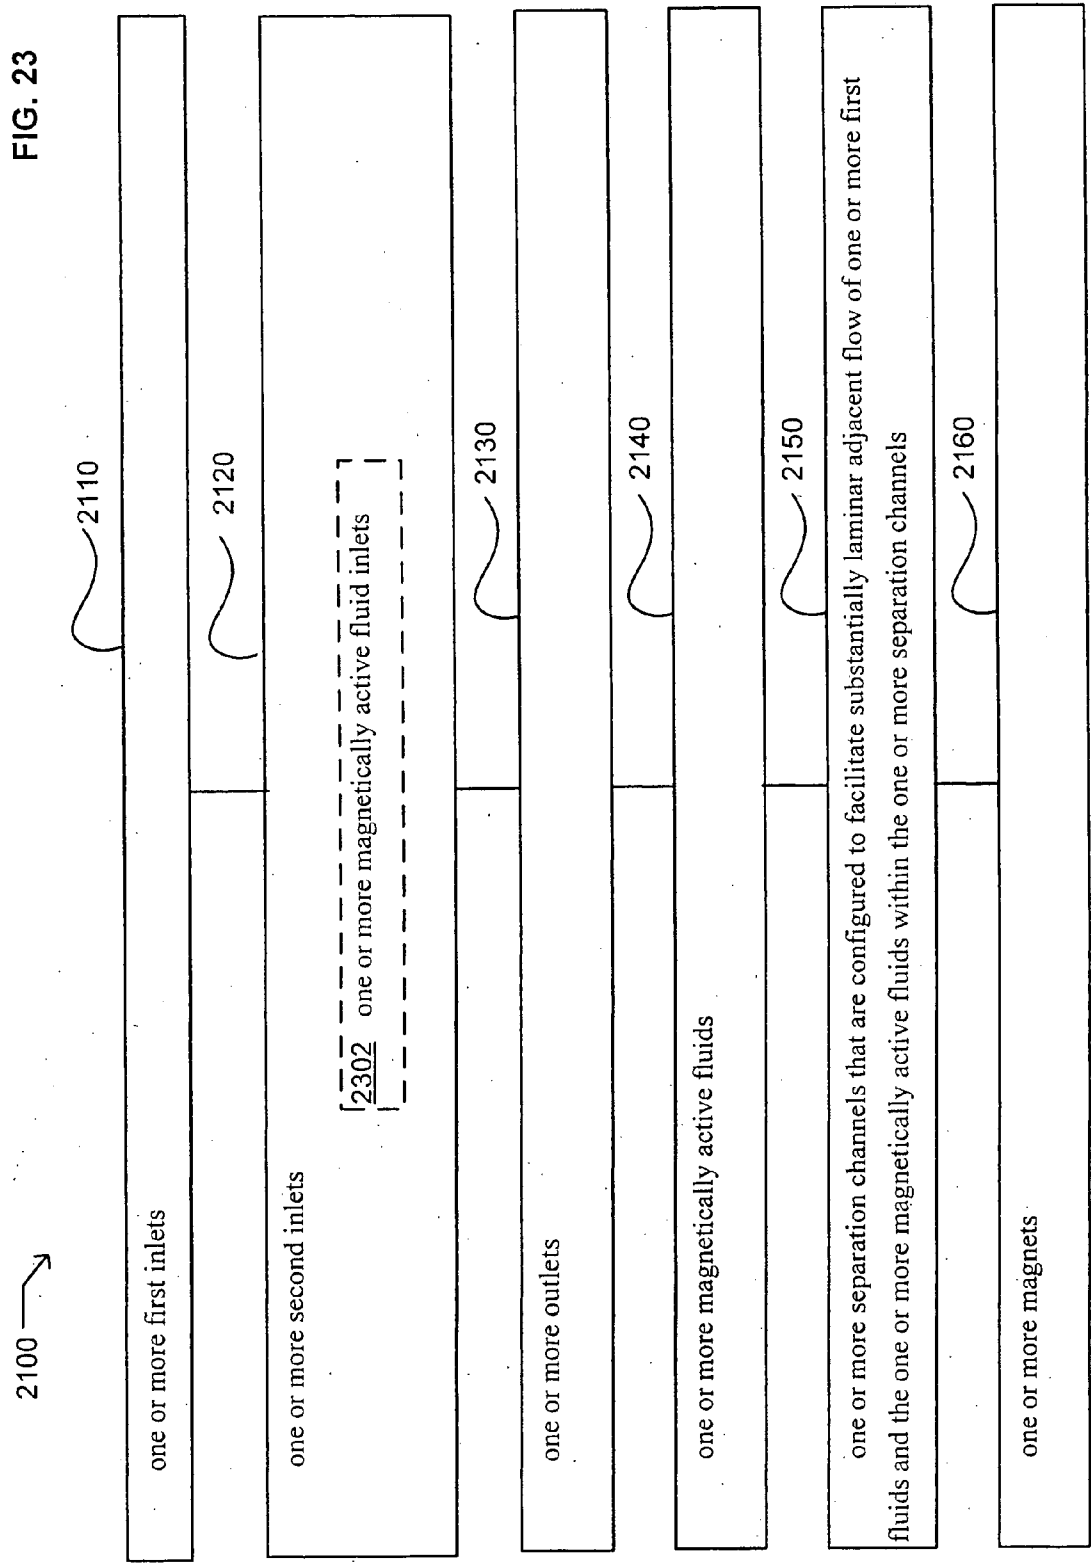 FIG. 23
2100
2110
one or more first inlets
2120
one or more second inlets
2302 one or more magnetically active fluid inlets
2130
one or more outlets
2140
one or more magnetically active fluids
2150
one or more separation channels that are configured to facilitate substantially laminar adjacent flow of one or more first
fluids and the one or more magnetically active fluids within the one or more separation channels
2160
one or more magnets